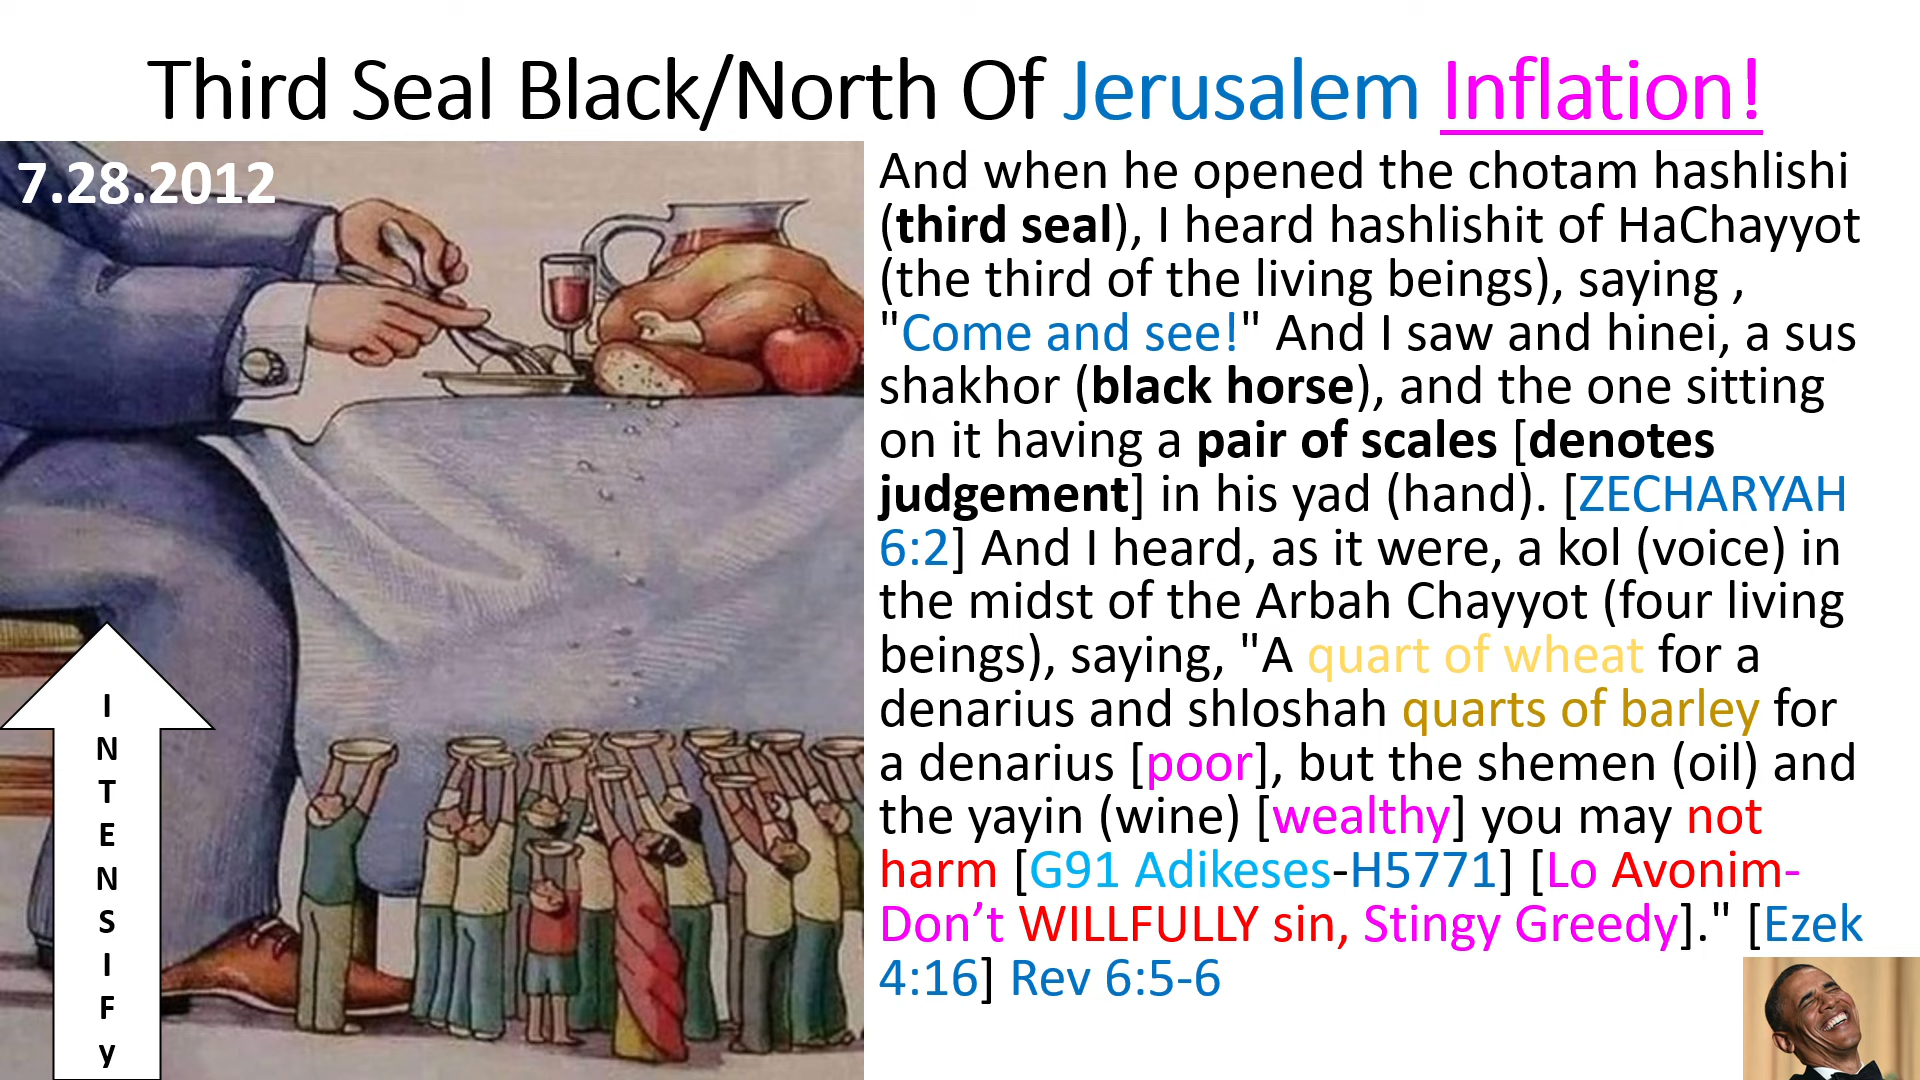 Third Seal Black/North Of Jerusalem Inflation!
7.28.2012
And when he opened the chotam hashlishi
(third seal), I heard hashlishit of HaChayyot
(the third of the living beings), saying ,
"Come and see!" And I saw and hinei, a sus
shakhor (black horse), and the one sitting
on it having a pair of scales [denotes
judgement] in his yad (hand). [ZECHARYAH
6:2] And I heard, as it were, a kol (voice) in
the midst of the Arbah Chayyot (four living
beings), saying, "A quart of wheat for a
denarius and shloshah quarts of barley for
a denarius [poor], but the shemen (oil) and
the yayin (wine) [wealthy] you may not
harm [G91 Adikeses-H5771] [Lo Avonim-
Don’t WILLFULLY sin, Stingy Greedy]." [Ezek
4:16] Rev 6:5-6
I
N
T
E
N
S
I
F
y